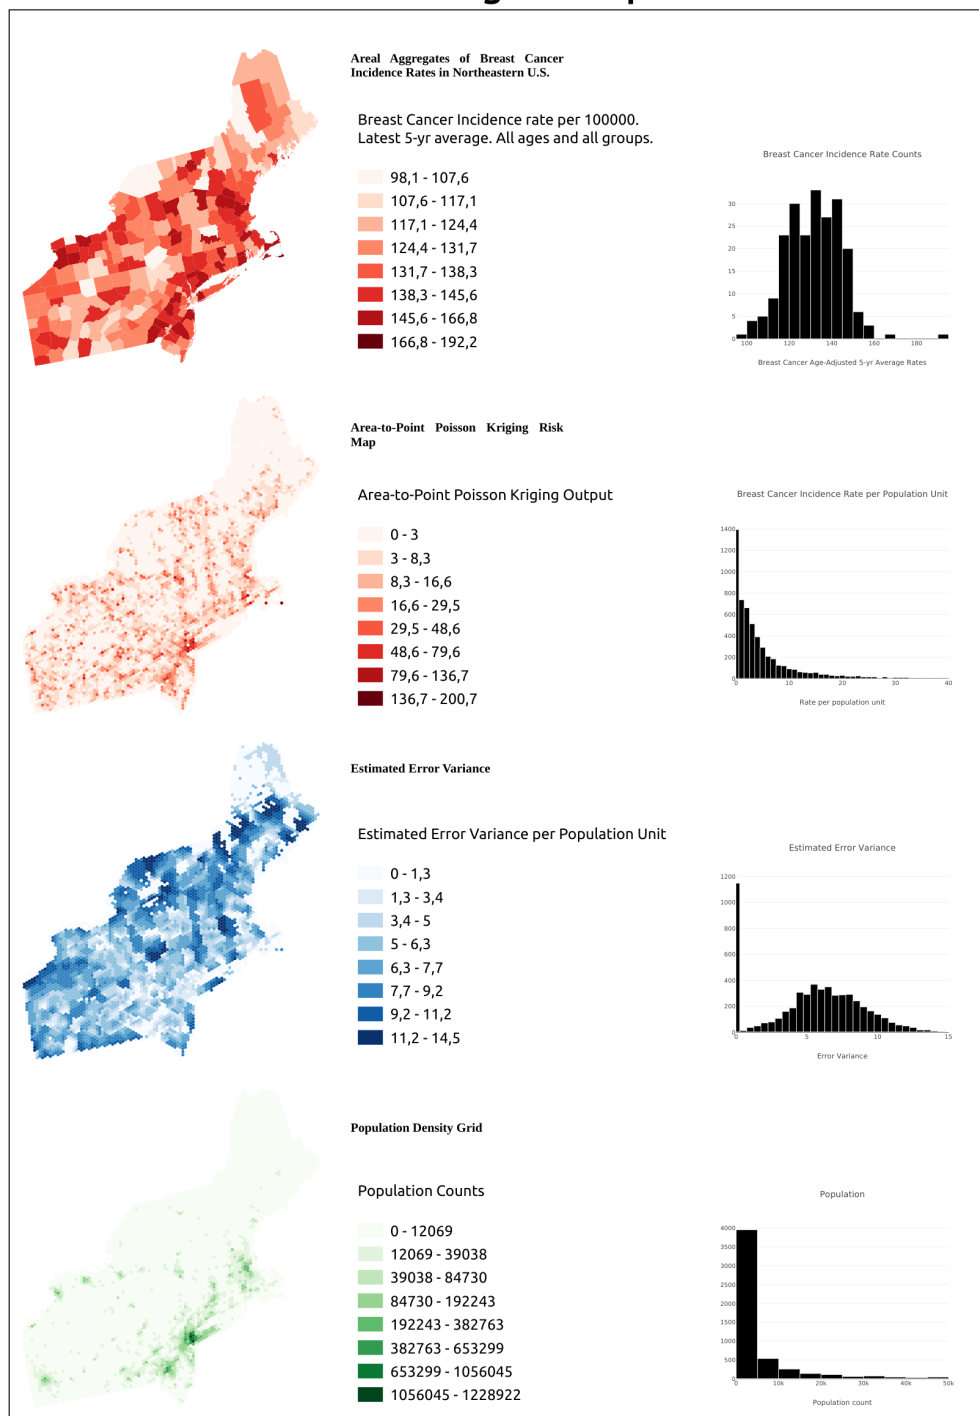 Areal Aggregates of Breast Cancer
Incidence Rates in Northeastern U.S.
Breast Cancer Incidence rate per 100000.
Latest 5-yr average. All ages and all groups.
98,1 - 107,6
107,6 - 117,1
117,1 - 124,4
124,4 - 131,7
131,7 - 138,3
138,3 - 145,6
145,6 - 166,8
166,8 - 192,2
Breast Cancer Incidence Rate Counts
30
25
20
15
10
5
0
100 120 140 160 180
Breast Cancer Age-Adjusted 5-yr Average Rates
Area-to-Point Poisson Kriging Risk
Map
Area-to-Point Poisson Kriging Output
0 - 3
3 - 8,3
8,3 - 16,6
16,6 - 29,5
29,5 - 48,6
48,6 - 79,6
79,6 - 136,7
136,7 - 200,7
Breast Cancer Incidence Rate per Population Unit
1400
1200
1000
800
600
400
200
0
0 10 20 30 40
Rate per population unit
Estimated Error Variance
Estimated Error Variance per Population Unit
0 - 1,3
1,3 - 3,4
3,4 - 5
5 - 6,3
6,3 - 7,7
7,7 - 9,2
9,2 - 11,2
11,2 - 14,5
Estimated Error Variance
1200
1000
800
600
400
200
0
0 5 10 15
Error Variance
Population Density Grid
Population Counts
0 - 12069
12069 - 39038
39038 - 84730
84730 - 192243
192243 - 382763
382763 - 653299
653299 - 1056045
1056045 - 1228922
Population
4000
3500
3000
2500
2000
1500
1000
500
0
0 10k 20k 30k 40k 50k
Population count